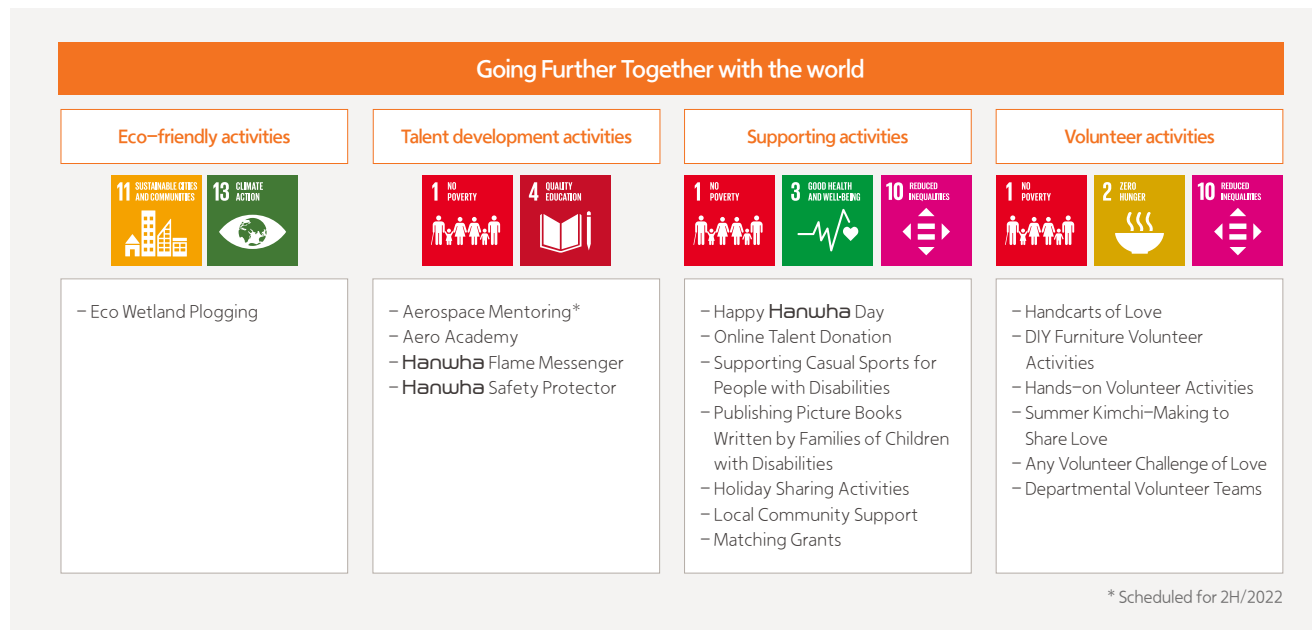 Going Further Together with the world
Eco-friendly activities
11 SUSTAINABLE CITIES
AND COMMUNITIES
13 CLIMATE
ACTION
– Eco Wetland Plogging
Talent development activities
1 NO
POVERTY
4 QUALITY
EDUCATION
– Aerospace Mentoring*
– Aero Academy
– Hanwha Flame Messenger
– Hanwha Safety Protector
Supporting activities
1 NO
POVERTY
3 GOOD HEALTH
AND WELL-BEING
10 REDUCED
INEQUALITIES
– Happy Hanwha Day
– Online Talent Donation
– Supporting Casual Sports for
People with Disabilities
– Publishing Picture Books
Written by Families of Children
with Disabilities
– Holiday Sharing Activities
– Local Community Support
– Matching Grants
Volunteer activities
1 NO
POVERTY
2 ZERO
HUNGER
10 REDUCED
INEQUALITIES
– Handcarts of Love
– DIY Furniture Volunteer
Activities
– Hands-on Volunteer Activities
– Summer Kimchi-Making to
Share Love
– Any Volunteer Challenge of Love
– Departmental Volunteer Teams
* Scheduled for 2H/2022